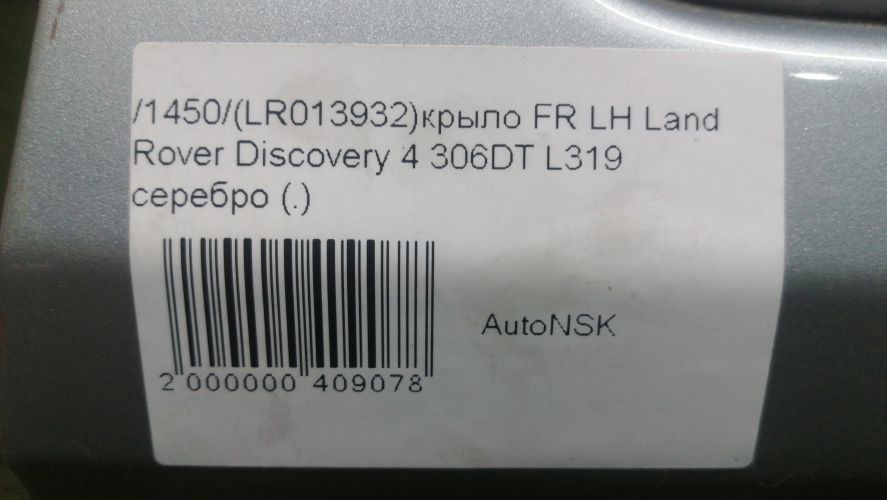 /1450/(LR013932)крыло FR LH Land
Rover Discovery 4 306DT L319
серебро (.)
AutoNSK
2 000000 409078